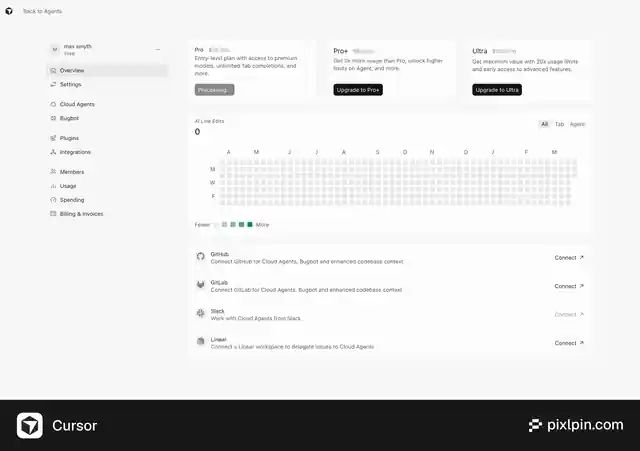 Back to Agents
M
max smyth
Free
Overview
Settings
Cloud Agents
Bugbot
Plugins
Integrations
Members
Usage
Spending
Billing & Invoices
Pro
Entry-level plan with access to premium
models, unlimited Tab completions, and
more.
Processing...
Pro+
Get 3x more usage than Pro, unlock higher
limits on Agent, and more.
Upgrade to Pro+
Ultra
Get maximum value with 20x usage limits
and early access to advanced features.
Upgrade to Ultra
AI Line Edits
0
All Tab Agent
A M J J A S O N D J F M
M
W
F
Fewer More
GitHub
Connect GitHub for Cloud Agents, Bugbot and enhanced codebase context
Connect ↗
GitLab
Connect GitLab for Cloud Agents, Bugbot and enhanced codebase context
Connect ↗
Slack
Work with Cloud Agents from Slack
Connect ↗
Linear
Connect a Linear workspace to delegate issues to Cloud Agents
Connect ↗
Cursor
pixlpin.com